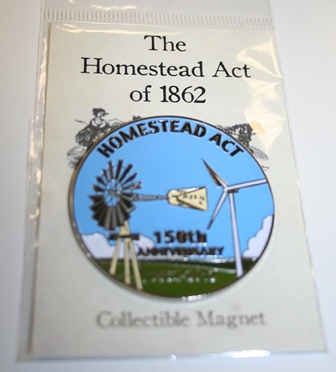 The
Homestead Act
of 1862
HOMESTEAD ACT
150th
ANNIVERSARY
Collectible Magnet